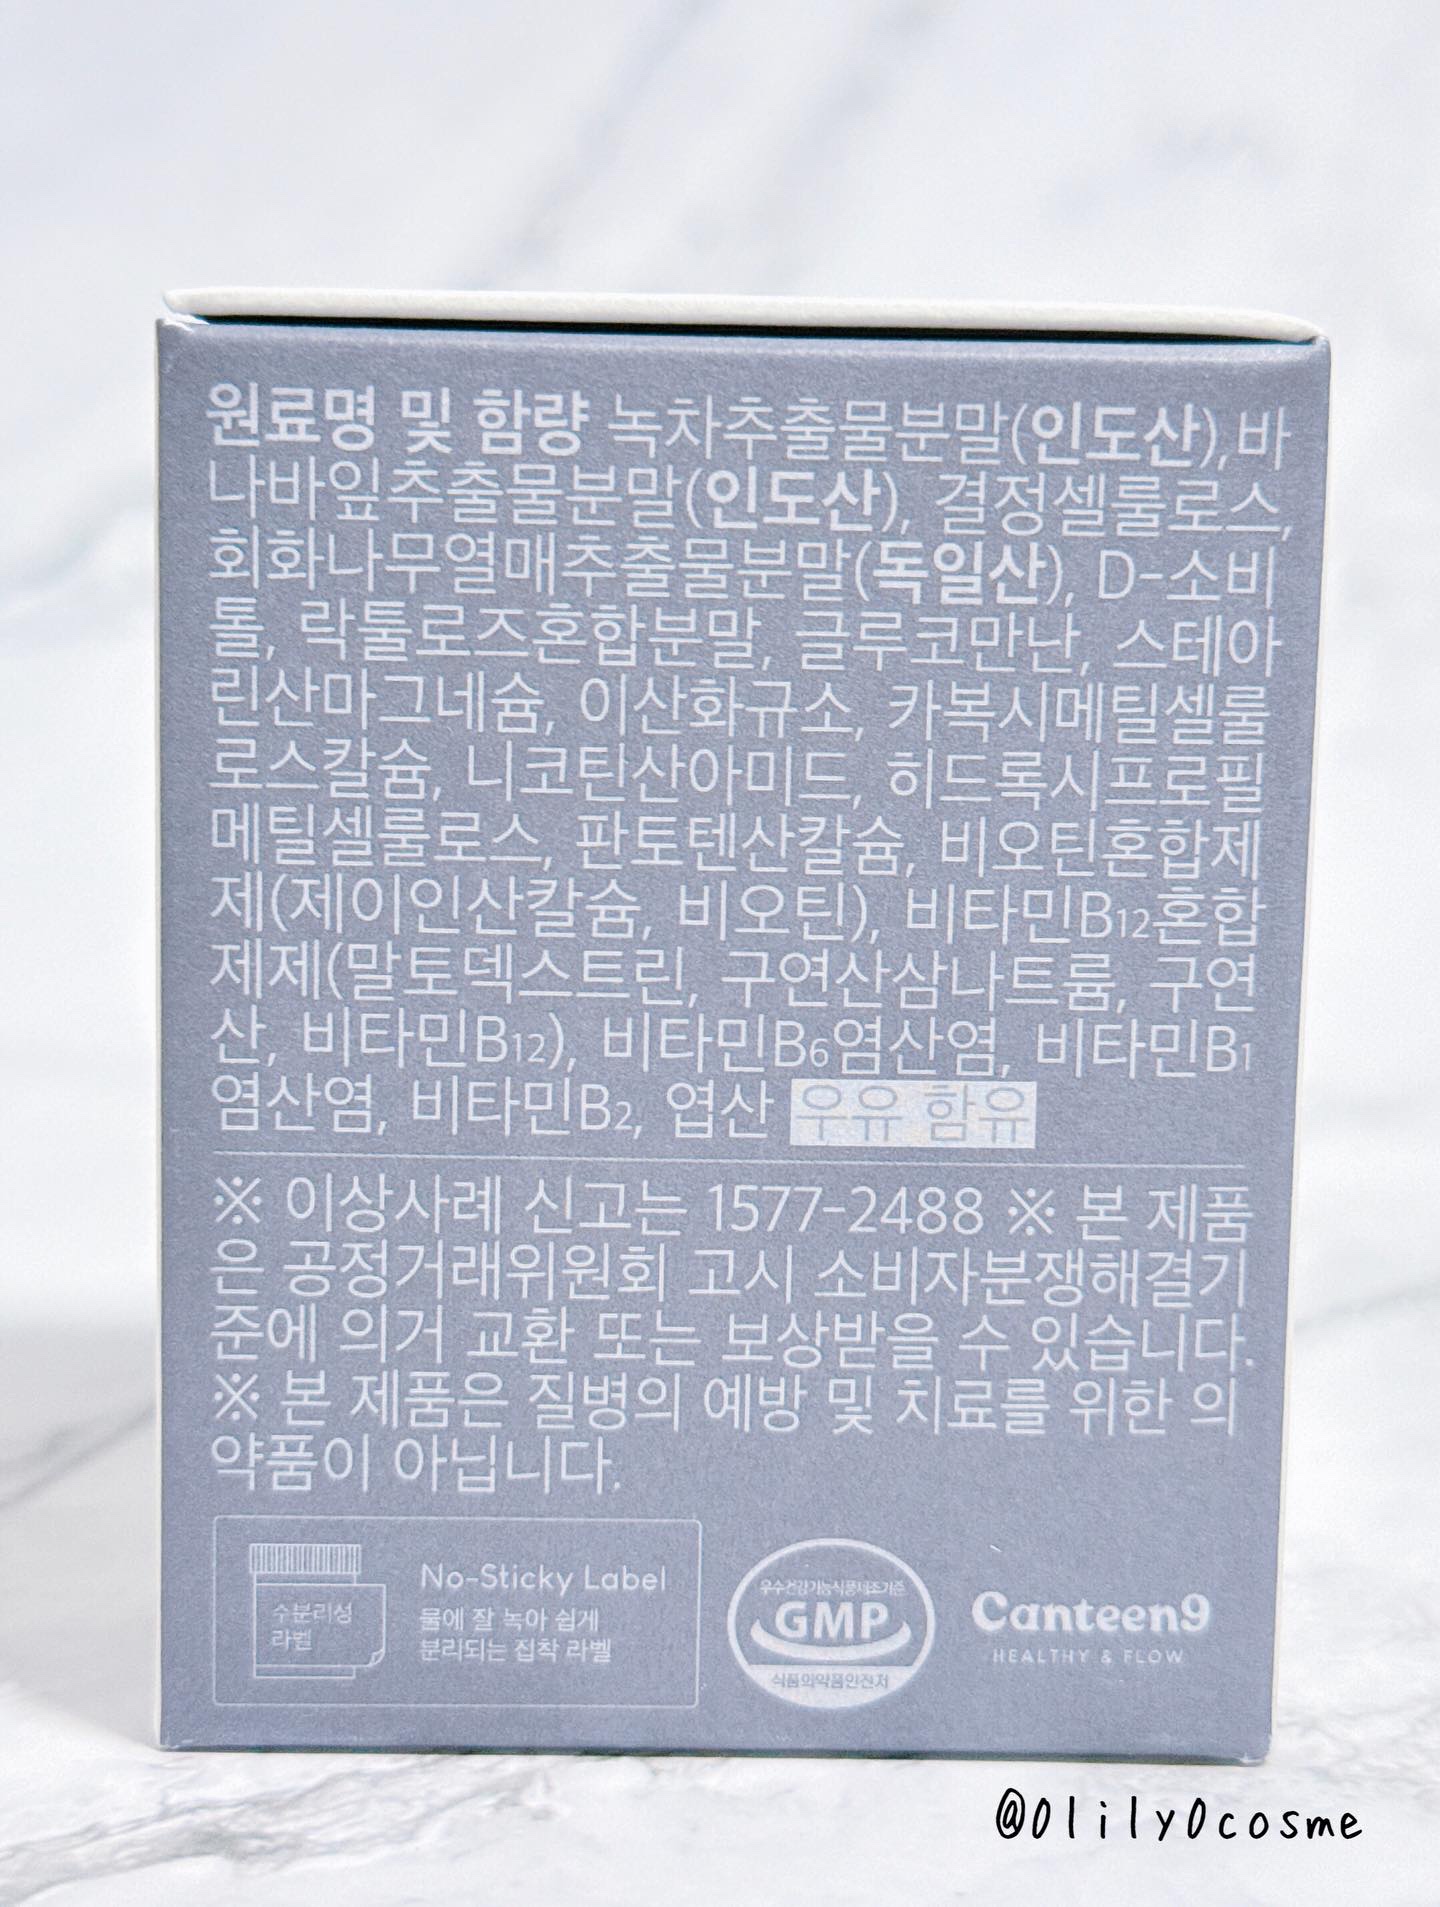 원료명 및 함량 녹차추출물분말(인도산),바
나바잎추출물분말(인도산), 결정셀룰로스,
회화나무열매추출물분말(독일산), D-소비
톨, 락툴로즈혼합분말, 글루코만난, 스테아
린산마그네슘, 이산화규소, 카복시메틸셀룰
로스칼슘, 니코틴산아미드, 히드록시프로필
메틸셀룰로스, 판토텐산칼슘, 비오틴혼합제
제(제이인산칼슘, 비오틴), 비타민B12혼합
제제(말토덱스트린, 구연산삼나트륨, 구연
산, 비타민B12), 비타민B6염산염, 비타민B1
염산염, 비타민B2, 엽산 우유 함유
※ 이상사례 신고는 1577-2488 ※ 본 제품
은 공정거래위원회 고시 소비자분쟁해결기
준에 의거 교환 또는 보상받을 수 있습니다.
※ 본 제품은 질병의 예방 및 치료를 위한 의
약품이 아닙니다.
수분리성
라벨
No-Sticky Label
물에 잘 녹아 쉽게
분리되는 점착 라벨
우수건강기능식품제조기준
GMP
식품의약품안전처
Canteen9
HEALTHY & FLOW
@0lily0cosme